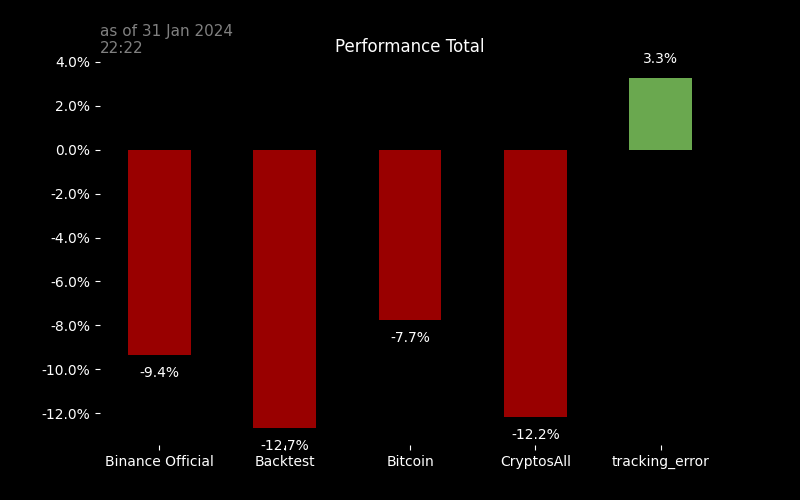 as of 31 Jan 2024
22:22
Performance Total
4.0%
2.0%
0.0%
-2.0%
-4.0%
-6.0%
-8.0%
-10.0%
-12.0%
3.3%
-9.4%
-12.7%
-7.7%
-12.2%
Binance Official
Backtest
Bitcoin
CryptosAll
tracking_error